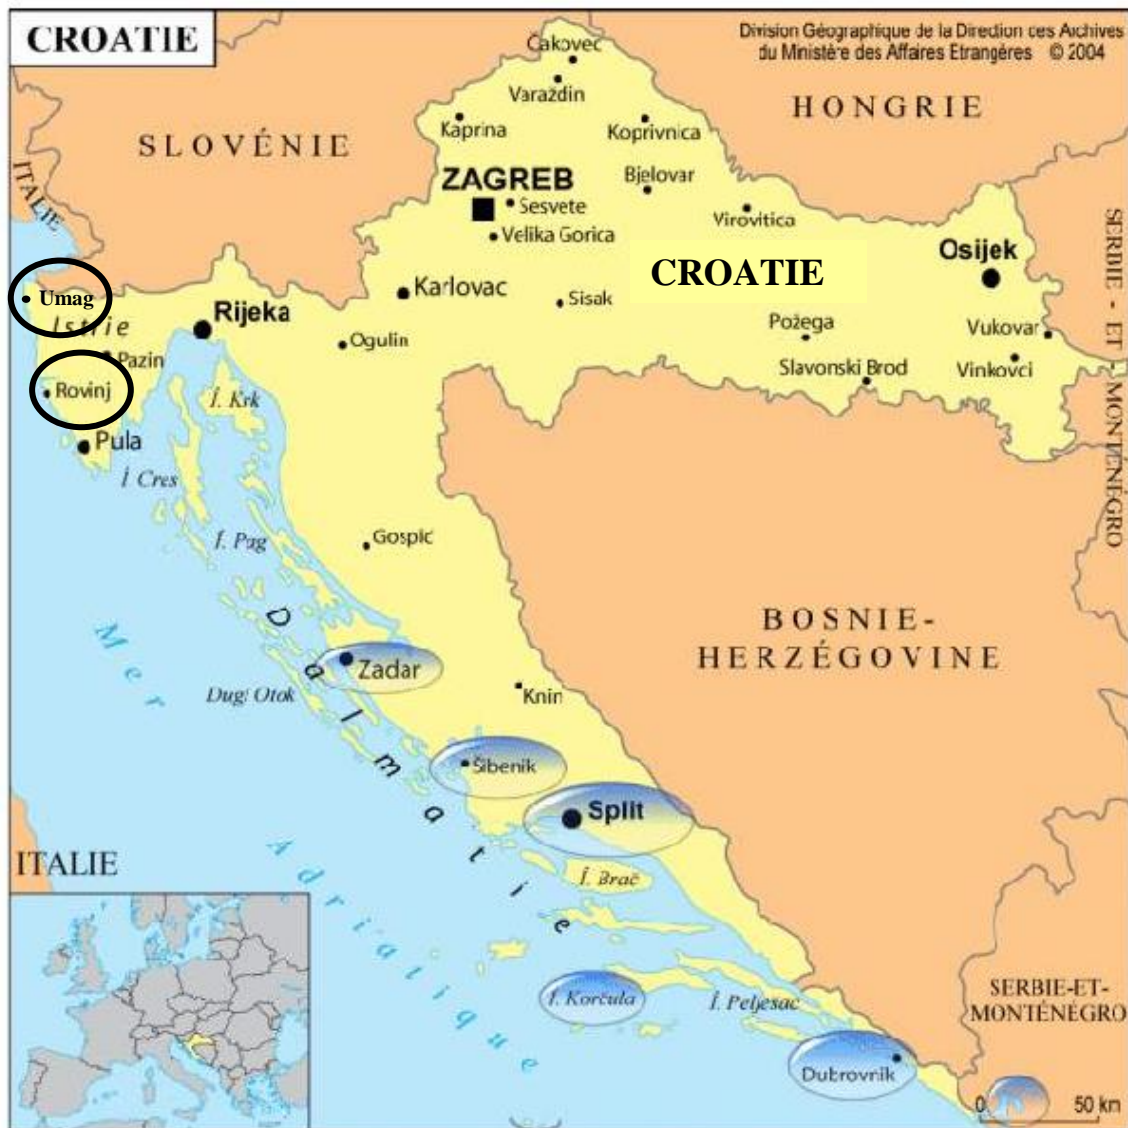 CROATIE
Division Géographique de la Direction des Archives
du Ministère des Affaires Etrangères © 2004
Čakovec
HONGRIE
Varaždin
Kaprina
Koprivnica
SLOVÉNIE
ITALIE
ZAGREB
Bjelovar
Sesvete
Virovitica
Velika Gorica
SERBIE - ET - MONTÉNÉGRO
Osijek
CROATIE
Karlovac
Umag
Sisak
Rijeka
Istrie
Požega
Vukovar
Ogulin
Pazin
Slavonski Brod
Vinkovci
Rovinj
Í. Krk
Pula
Í. Cres
Gospić
Í. Pag
Dalmatie
BOSNIE-
HERZÉGOVINE
Mer Adriatique
Zadar
Dugi Otok
Knin
Šibenik
Split
ITALIE
Í. Brač
Í. Korčula
Í. Peljesac
SERBIE-ET-
MONTÉNÉGRO
Dubrovnik
0
50 km